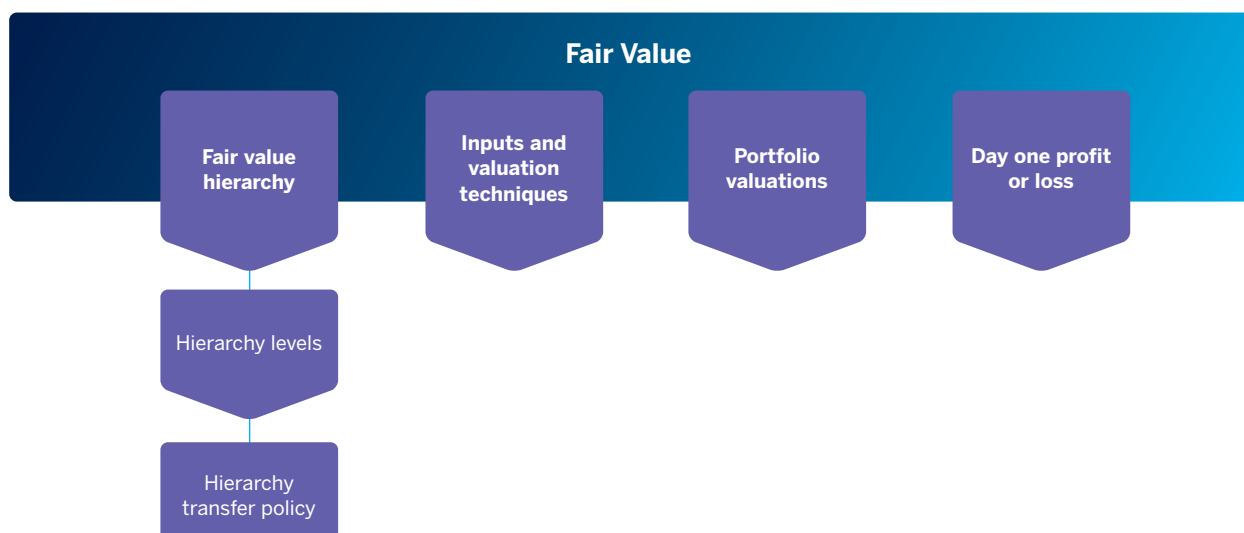 Fair Value
Fair value
hierarchy
Inputs and
valuation
techniques
Portfolio
valuations
Day one profit
or loss
Hierarchy levels
Hierarchy
transfer policy